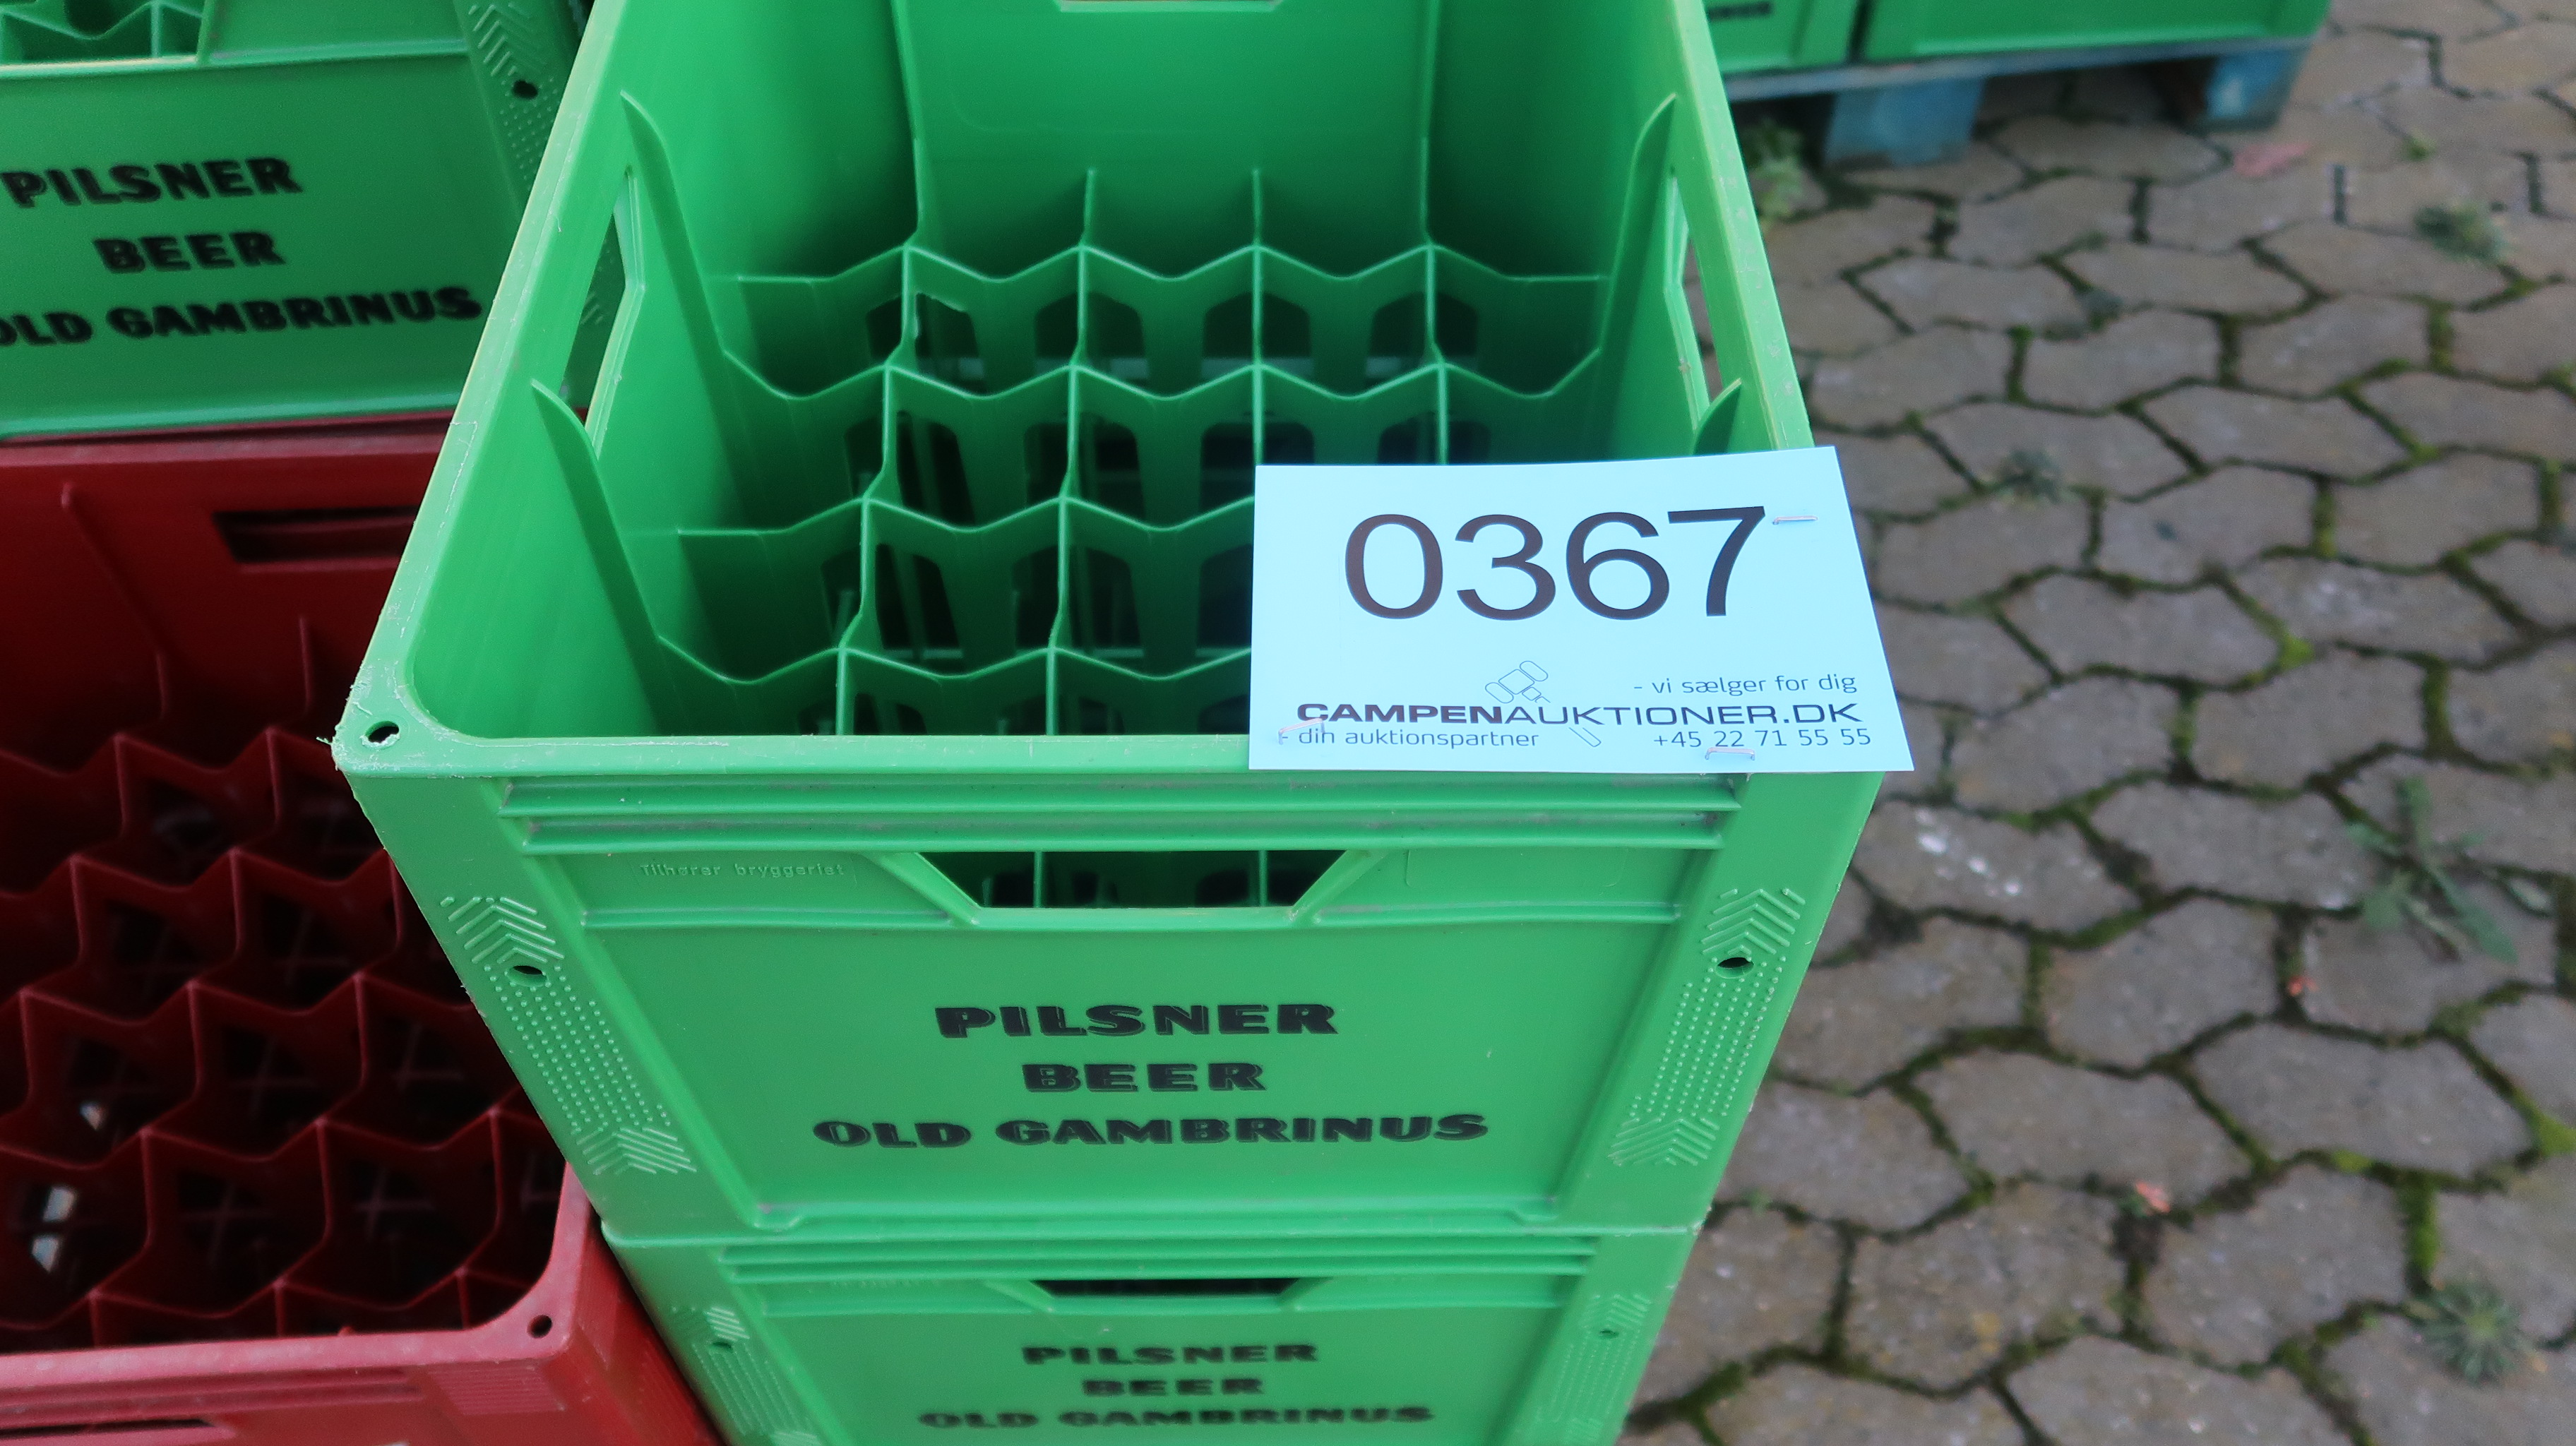 PILSNER
BEER
OLD GAMBRINUS
0367
- vi sælger for dig
CAMPENAUKTIONER.DK
- din auktionspartner
+45 22 71 55 55
Tilhører bryggeriet
PILSNER
BEER
OLD GAMBRINUS
PILSNER
BEER
OLD GAMBRINUS